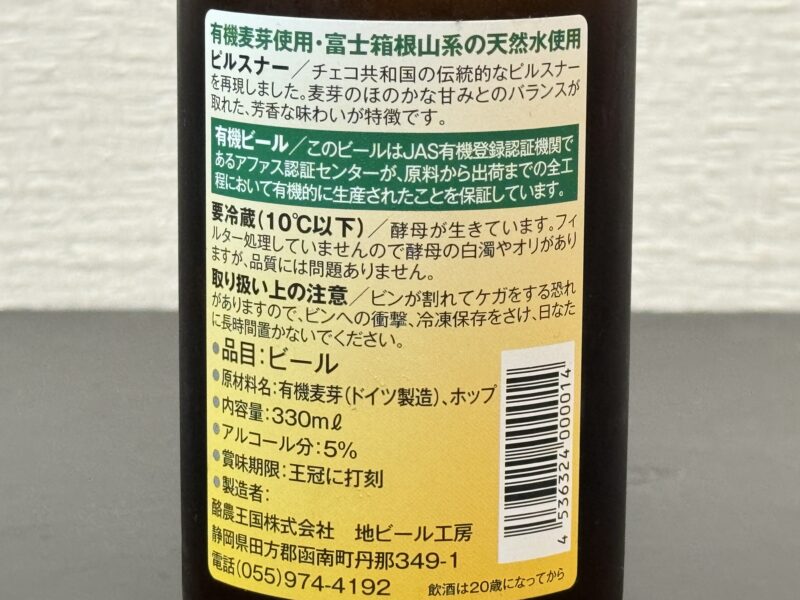 有機麦芽使用・富士箱根山系の天然水使用
ピルスナー／チェコ共和国の伝統的なピルスナー
を再現しました。麦芽のほのかな甘みとのバランスが
取れた、芳香な味わいが特徴です。
有機ビール／このビールはJAS有機登録認証機関で
あるアファス認証センターが、原料から出荷までの全工
程において有機的に生産されたことを保証しています。
要冷蔵(10℃以下)／酵母が生きています。フィ
ルター処理していませんので酵母の白濁やオリがあり
ますが、品質には問題ありません。
取り扱い上の注意／ビンが割れてケガをする恐れ
がありますので、ビンへの衝撃、冷凍保存をさけ、日なた
に長時間置かないでください。
●品目:ビール
●原材料名:有機麦芽(ドイツ製造)、ホップ
●内容量:330mℓ
●アルコール分:5%
●賞味期限:王冠に打刻
●製造者:
酪農王国株式会社 地ビール工房
静岡県田方郡函南町丹那349-1
電話(055)974-4192
4 536324 000014
飲酒は20歳になってから